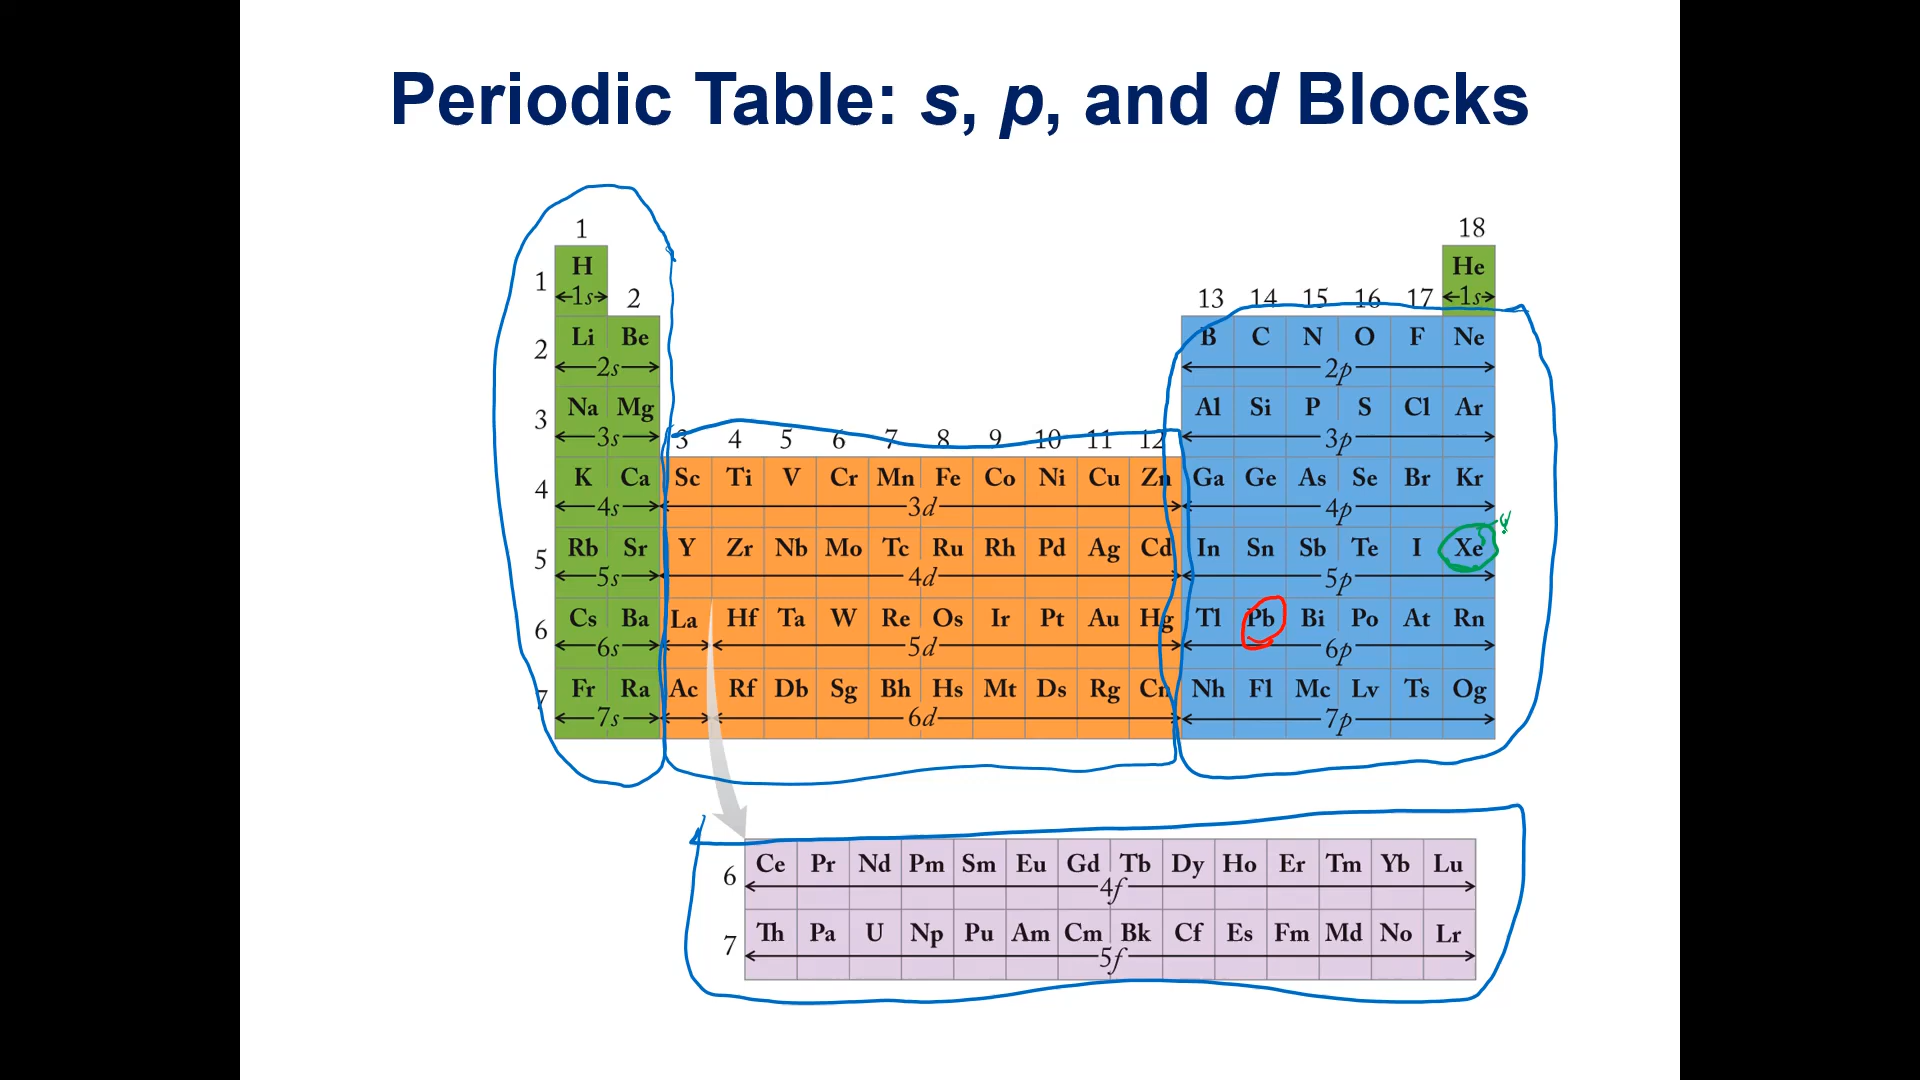 Periodic Table: s, p, and d Blocks
1 18
H He
1 1s 2 13 14 15 16 17 1s
Li Be B C N O F Ne
2 2s 2p
Na Mg Al Si P S Cl Ar
3 3s 3 4 5 6 7 8 9 10 11 12 3p
K Ca Sc Ti V Cr Mn Fe Co Ni Cu Zn Ga Ge As Se Br Kr
4 4s 3d 4p
Rb Sr Y Zr Nb Mo Tc Ru Rh Pd Ag Cd In Sn Sb Te I Xe
5 5s 4d 5p
Cs Ba La Hf Ta W Re Os Ir Pt Au Hg Tl Pb Bi Po At Rn
6 6s 5d 6p
Fr Ra Ac Rf Db Sg Bh Hs Mt Ds Rg Cn Nh Fl Mc Lv Ts Og
7 7s 6d 7p
Ce Pr Nd Pm Sm Eu Gd Tb Dy Ho Er Tm Yb Lu
6 4f
Th Pa U Np Pu Am Cm Bk Cf Es Fm Md No Lr
7 5f